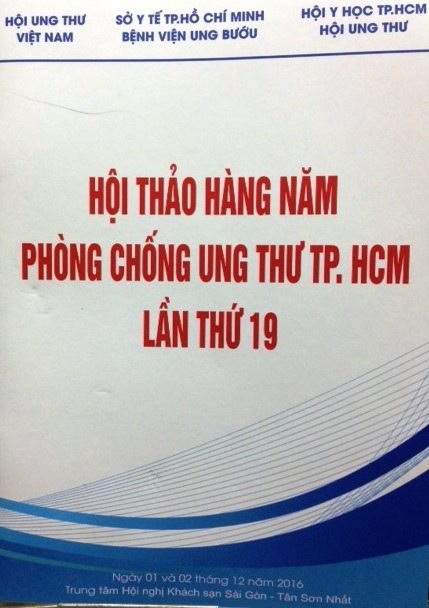 HỘI UNG THƯ
VIỆT NAM
SỞ Y TẾ TP.HỒ CHÍ MINH
BỆNH VIỆN UNG BƯỚU
HỘI Y HỌC TP.HCM
HỘI UNG THƯ
HỘI THẢO HÀNG NĂM
PHÒNG CHỐNG UNG THƯ TP. HCM
LẦN THỨ 19
Ngày 01 và 02 tháng 12 năm 2016
Trung tâm Hội nghị Khách sạn Sài Gòn - Tân Sơn Nhất